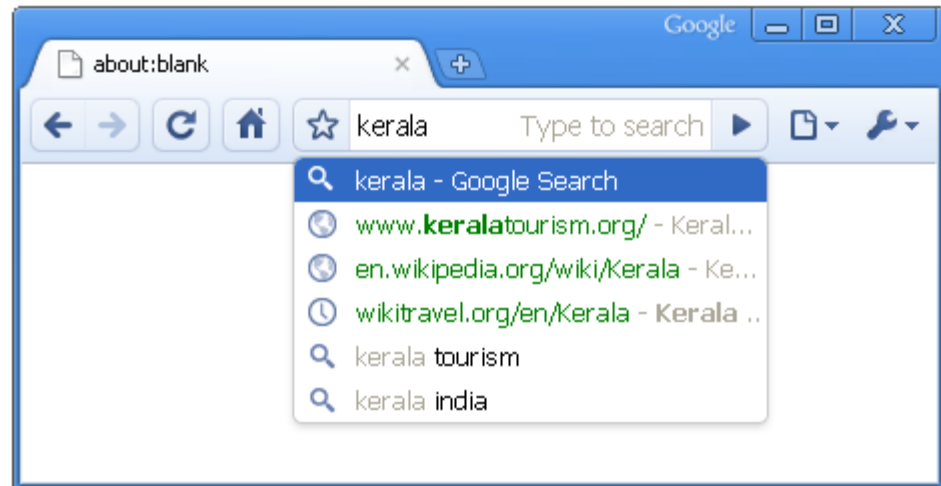 Google
about:blank
kerala Type to search
kerala - Google Search
www.keralatourism.org/ - Keral...
en.wikipedia.org/wiki/Kerala - Ke...
wikitravel.org/en/Kerala - Kerala ..
kerala tourism
kerala india